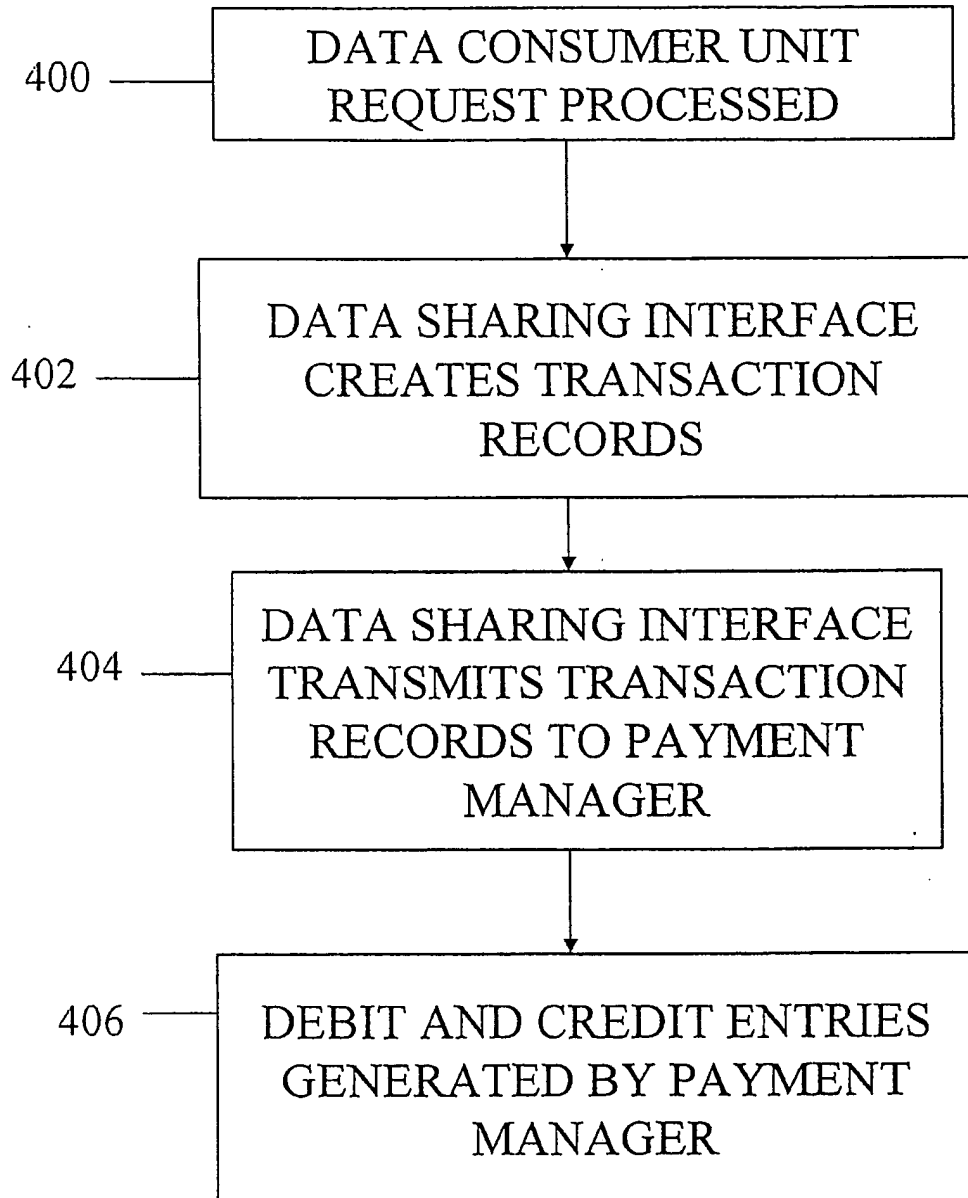 400
DATA CONSUMER UNIT
REQUEST PROCESSED
402
DATA SHARING INTERFACE
CREATES TRANSACTION
RECORDS
404
DATA SHARING INTERFACE
TRANSMITS TRANSACTION
RECORDS TO PAYMENT
MANAGER
406
DEBIT AND CREDIT ENTRIES
GENERATED BY PAYMENT
MANAGER